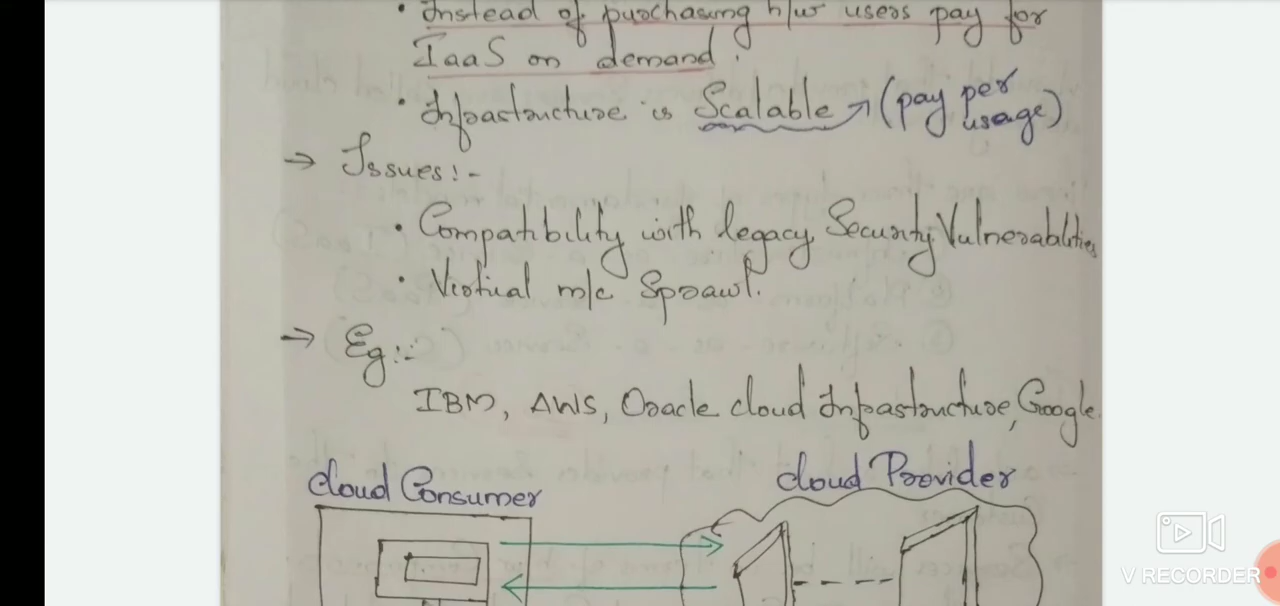 • Instead of purchasing h/w users pay for
IaaS on demand.
• Infrastructure is Scalable → (pay per usage)
→ Issues:-
• Compatibility with legacy Security Vulnerabilities
• Virtual m/c Sprawl.
→ Eg:-
IBM, AWS, Oracle cloud Infrastructure, Google.
cloud Consumer
cloud Provider
V RECORDER